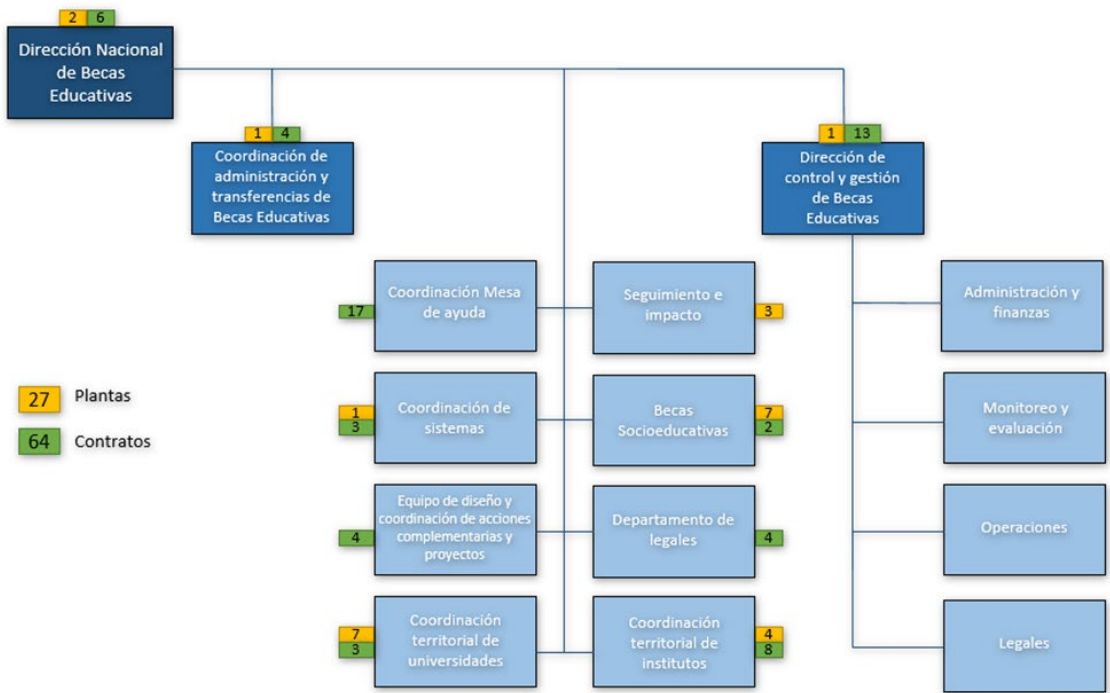 2 6
Dirección Nacional
de Becas
Educativas
1 4
Coordinación de
administración y
transferencias de
Becas Educativas
1 13
Dirección de
control y gestión
de Becas
Educativas
17
Coordinación Mesa
de ayuda
Seguimiento e
impacto
3
Administración y
finanzas
27 Plantas
64 Contratos
1
3
Coordinación de
sistemas
Becas
Socioeducativas
7
2
Monitoreo y
evaluación
4
Equipo de diseño y
coordinación de acciones
complementarias y
proyectos
Departamento de
legales
4
Operaciones
7
3
Coordinación
territorial de
universidades
Coordinación
territorial de
institutos
4
8
Legales